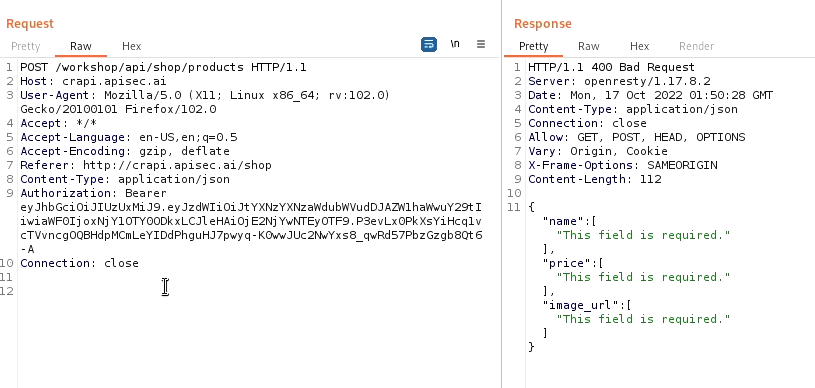 Request
Pretty Raw Hex \n
1 POST /workshop/api/shop/products HTTP/1.1
2 Host: crapi.apisec.ai
3 User-Agent: Mozilla/5.0 (X11; Linux x86_64; rv:102.0)
Gecko/20100101 Firefox/102.0
4 Accept: */*
5 Accept-Language: en-US,en;q=0.5
6 Accept-Encoding: gzip, deflate
7 Referer: http://crapi.apisec.ai/shop
8 Content-Type: application/json
9 Authorization: Bearer
eyJhbGciOiJIUzUxMiJ9.eyJzdWIiOiJtYXNzYXNzaWdubWVudDJAZW1haWwuY29tI
iwiaWF0IjoxNjY1OTY0ODkxLCJleHAiOjE2NjYwNTEyOTF9.P3evLx0PkXsYiHcq1v
cTVvncgOQBHdpMCmLeYIDdPhguHJ7pwyq-K0wwJUc2NwYxs8_qwRd57PbzGzgb8Qt6
-A
10 Connection: close
11
12
Response
Pretty Raw Hex Render
1 HTTP/1.1 400 Bad Request
2 Server: openresty/1.17.8.2
3 Date: Mon, 17 Oct 2022 01:50:28 GMT
4 Content-Type: application/json
5 Connection: close
6 Allow: GET, POST, HEAD, OPTIONS
7 Vary: Origin, Cookie
8 X-Frame-Options: SAMEORIGIN
9 Content-Length: 112
10
11 {
"name":[
"This field is required."
],
"price":[
"This field is required."
],
"image_url":[
"This field is required."
]
}